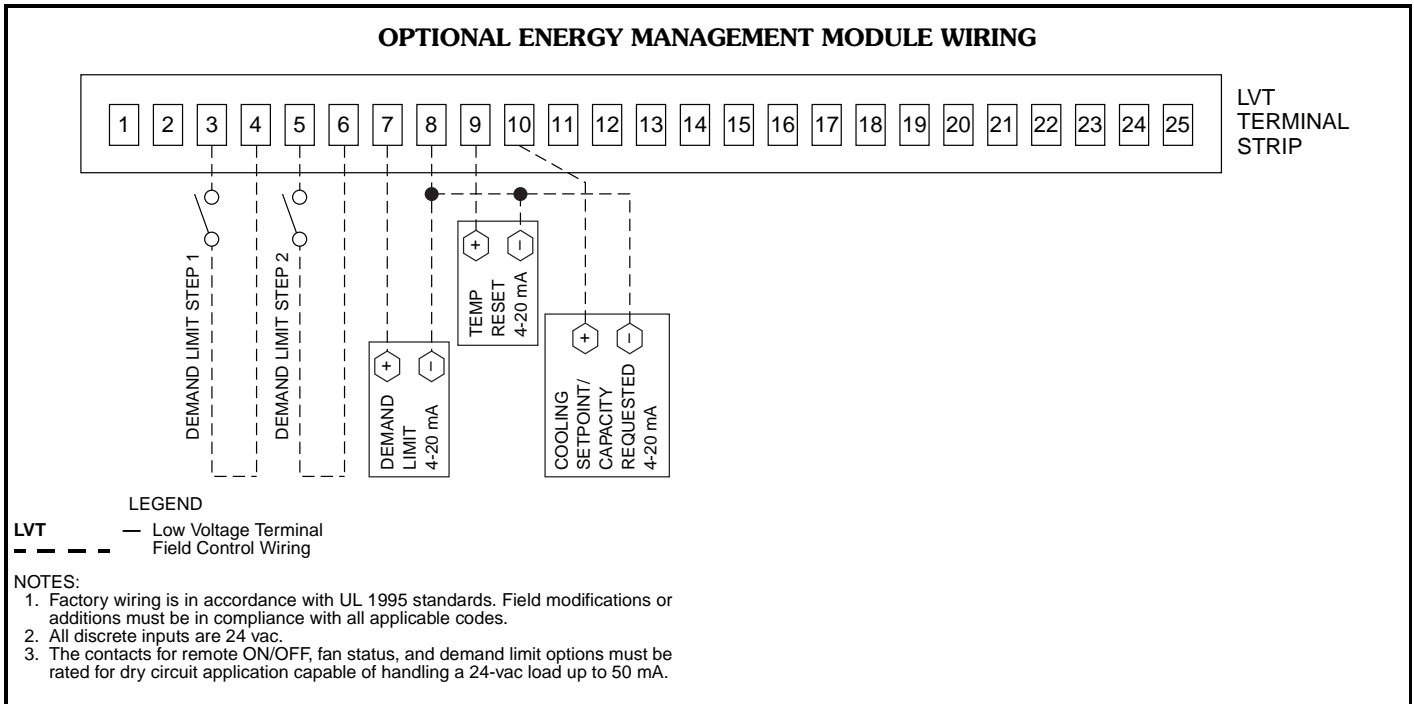 OPTIONAL ENERGY MANAGEMENT MODULE WIRING
1 2 3 4 5 6 7 8 9 10 11 12 13 14 15 16 17 18 19 20 21 22 23 24 25
LVT
TERMINAL
STRIP
DEMAND LIMIT STEP 1
DEMAND LIMIT STEP 2
+ –
DEMAND
LIMIT
4-20 mA
+ –
TEMP
RESET
4-20 mA
+ –
COOLING
SETPOINT/
CAPACITY
REQUESTED
4-20 mA
LEGEND
LVT — Low Voltage Terminal
Field Control Wiring
NOTES:
1. Factory wiring is in accordance with UL 1995 standards. Field modifications or
additions must be in compliance with all applicable codes.
2. All discrete inputs are 24 vac.
3. The contacts for remote ON/OFF, fan status, and demand limit options must be
rated for dry circuit application capable of handling a 24-vac load up to 50 mA.